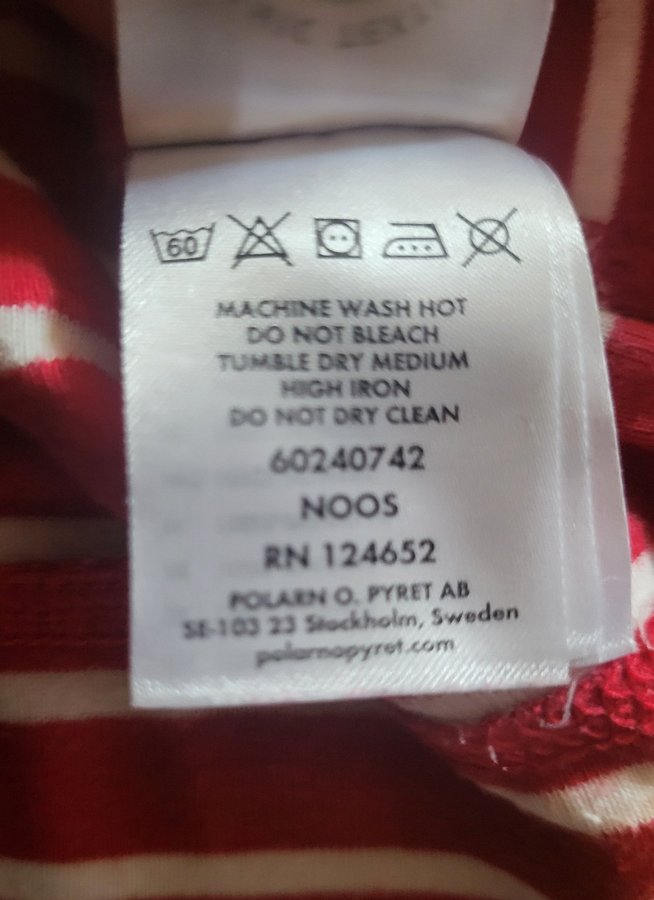 60
MACHINE WASH HOT
DO NOT BLEACH
TUMBLE DRY MEDIUM
HIGH IRON
DO NOT DRY CLEAN
60240742
NOOS
RN 124652
POLARN O. PYRET AB
SE-103 23 Stockholm, Sweden
polarnopyret.com